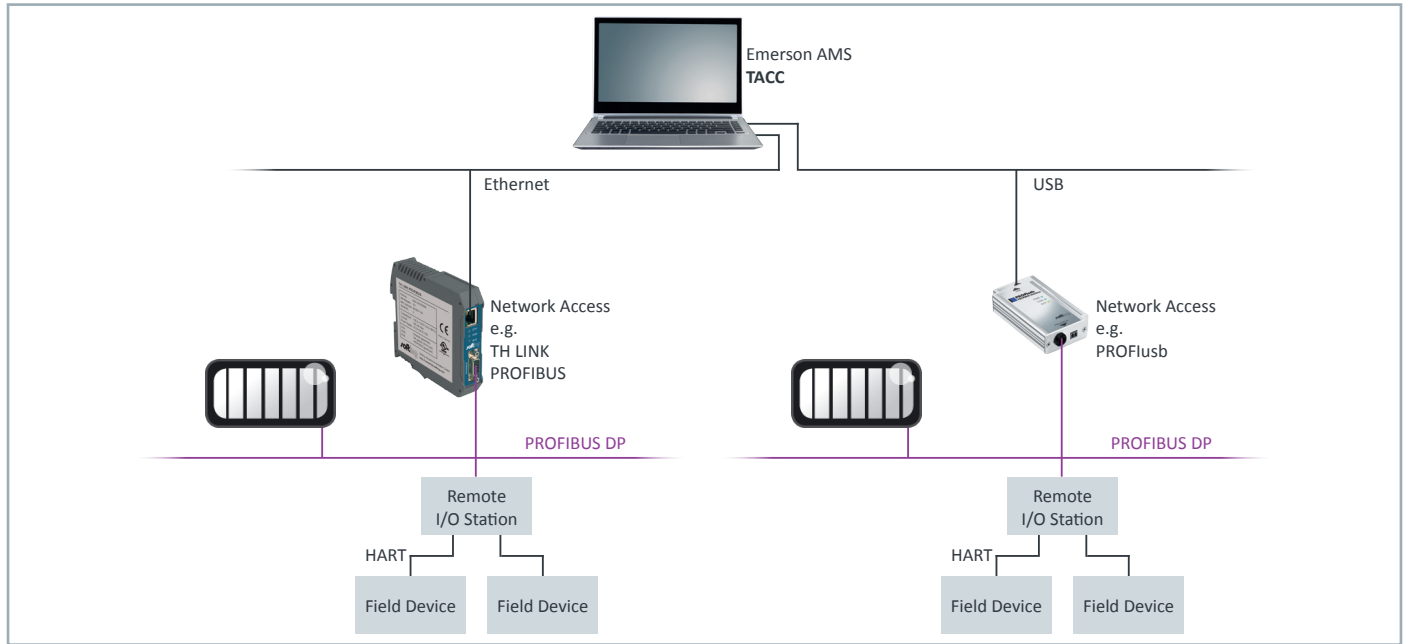 Emerson AMS
TACC
Ethernet
USB
Network Access
e.g.
TH LINK
PROFIBUS
Network Access
e.g.
PROFIusb
PROFIBUS DP
PROFIBUS DP
Remote
I/O Station
Remote
I/O Station
HART
HART
Field Device
Field Device
Field Device
Field Device